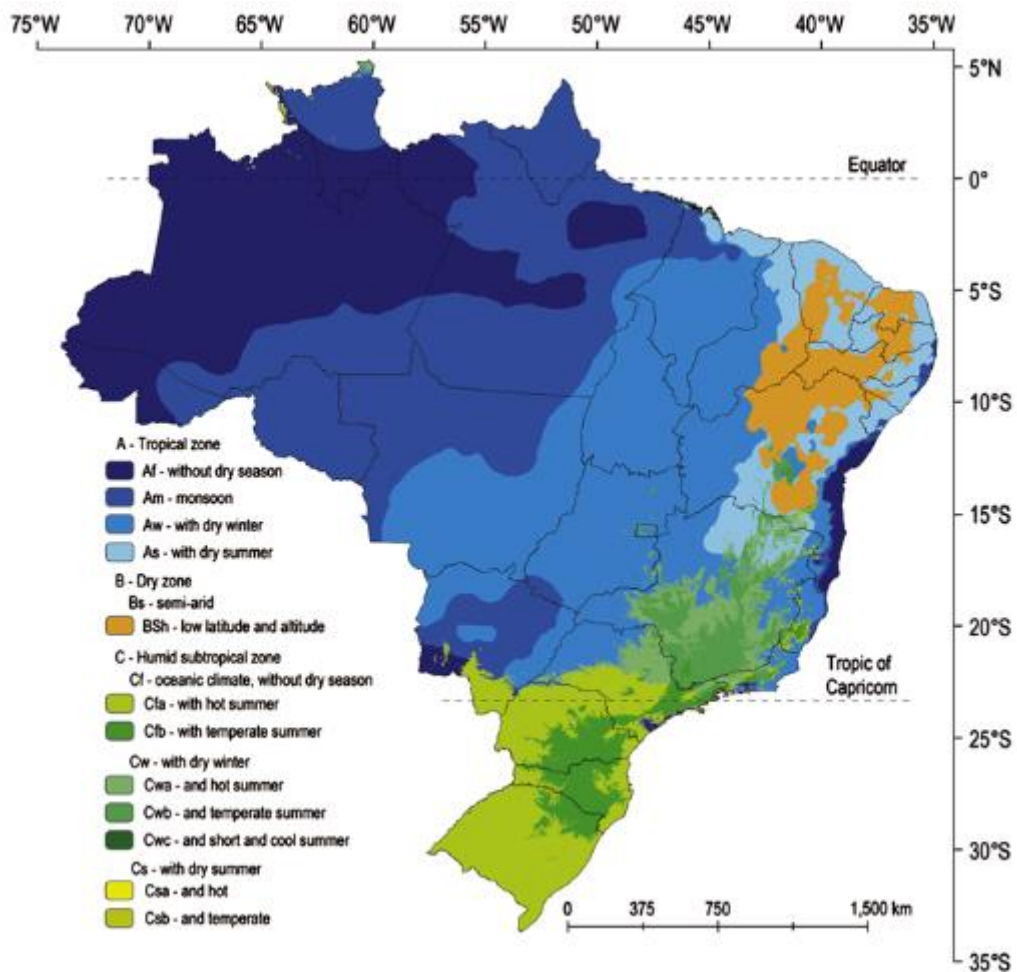 75°W 70°W 65°W 60°W 55°W 50°W 45°W 40°W 35°W
5°N
Equator
0°
5°S
10°S
A - Tropical zone
Af - without dry season
Am - monsoon
Aw - with dry winter
15°S
As - with dry summer
B - Dry zone
Bs - semi-arid
BSh - low latitude and altitude
20°S
C - Humid subtropical zone
Cf - oceanic climate, without dry season
Tropic of
Capricorn
Cfa - with hot summer
Cfb - with temperate summer
25°S
Cw - with dry winter
Cwa - and hot summer
Cwb - and temperate summer
Cwc - and short and cool summer
30°S
Cs - with dry summer
Csa - and hot
Csb - and temperate
0 375 750 1,500 km
35°S